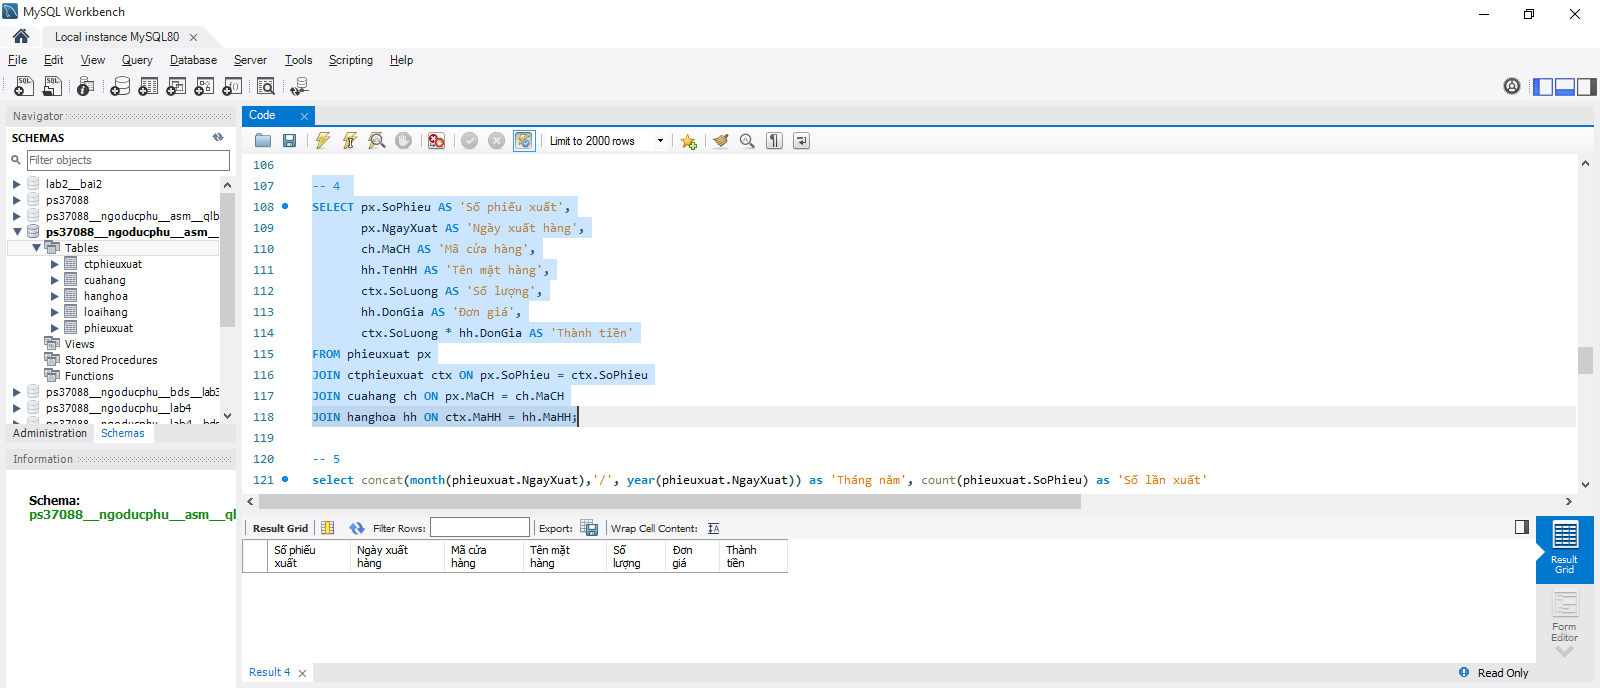 MySQL Workbench
Local instance MySQL80
File Edit View Query Database Server Tools Scripting Help
Navigator
SCHEMAS
Filter objects
lab2__bai2
ps37088
ps37088__ngoducphu__asm__qlb
ps37088__ngoducphu__asm__
Tables
ctphieuxuat
cuahang
hanghoa
loaihang
phieuxuat
Views
Stored Procedures
Functions
ps37088__ngoducphu__bds__lab3
ps37088__ngoducphu__lab4
ps37088__ngoducphu__lab4__bds
Administration Schemas
Information
Schema:
ps37088__ngoducphu__asm__ql
Code
Limit to 2000 rows
106
107 -- 4
108 SELECT px.SoPhieu AS 'Số phiếu xuất',
109 px.NgayXuat AS 'Ngày xuất hàng',
110 ch.MaCH AS 'Mã cửa hàng',
111 hh.TenHH AS 'Tên mặt hàng',
112 ctx.SoLuong AS 'Số lượng',
113 hh.DonGia AS 'Đơn giá',
114 ctx.SoLuong * hh.DonGia AS 'Thành tiền'
115 FROM phieuxuat px
116 JOIN ctphieuxuat ctx ON px.SoPhieu = ctx.SoPhieu
117 JOIN cuahang ch ON px.MaCH = ch.MaCH
118 JOIN hanghoa hh ON ctx.MaHH = hh.MaHH;
119
120 -- 5
121 select concat(month(phieuxuat.NgayXuat),'/', year(phieuxuat.NgayXuat)) as 'Tháng năm', count(phieuxuat.SoPhieu) as 'Số lần xuất'
Result Grid Filter Rows: Export: Wrap Cell Content:
Số phiếu xuất Ngày xuất hàng Mã cửa hàng Tên mặt hàng Số lượng Đơn giá Thành tiền
Result Grid
Form Editor
Result 4
Read Only